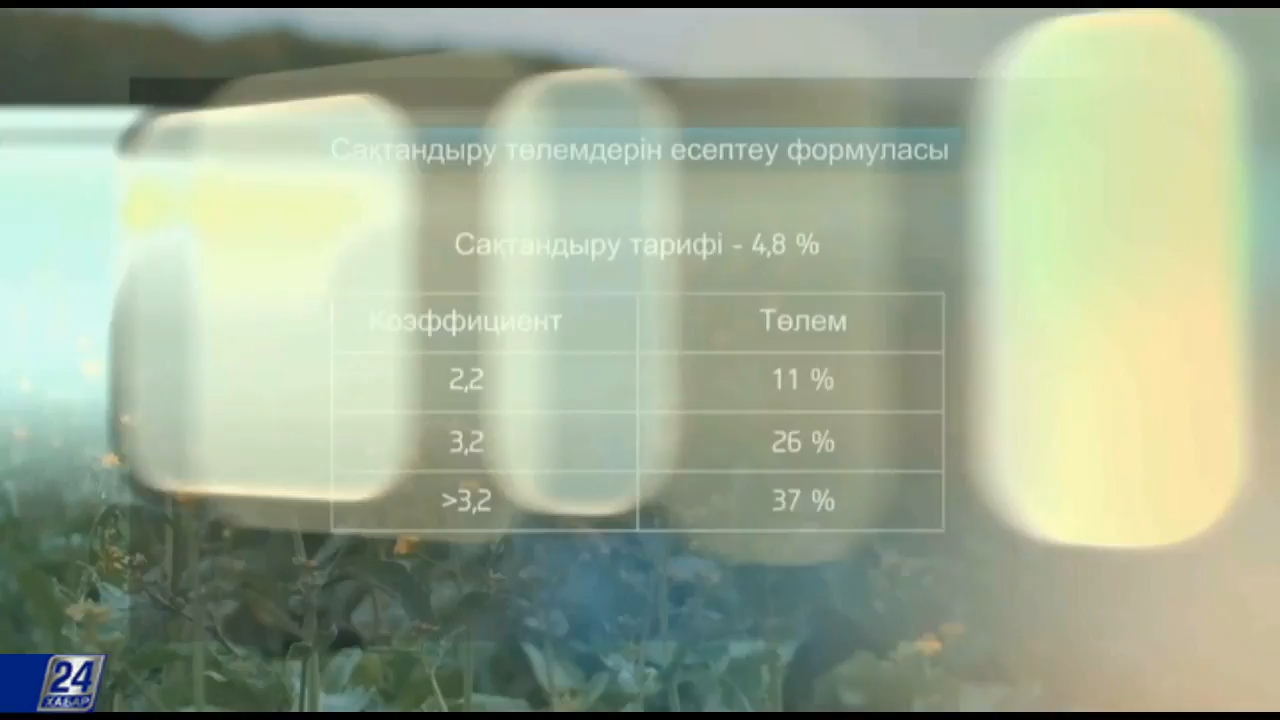 Сақтандыру төлемдерін есептеу формуласы
Сақтандыру тарифі - 4,8 %
Коэффициент Төлем
2,2 11 %
3,2 26 %
>3,2 37 %
24
ХАБАР